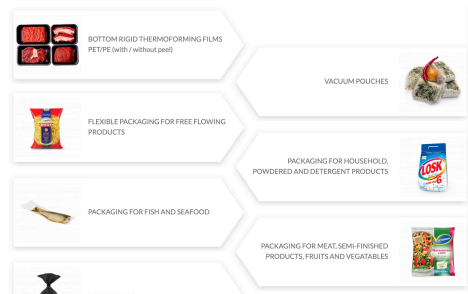 BOTTOM RIGID THERMOFORMING FILMS
PET/PE (with / without peel)
VACUUM POUCHES
FLEXIBLE PACKAGING FOR FREE FLOWING
PRODUCTS
PACKAGING FOR HOUSEHOLD,
POWDERED AND DETERGENT PRODUCTS
LOSK
6
PACKAGING FOR FISH AND SEAFOOD
PACKAGING FOR MEAT, SEMI-FINISHED
PRODUCTS, FRUITS AND VEGATABLES